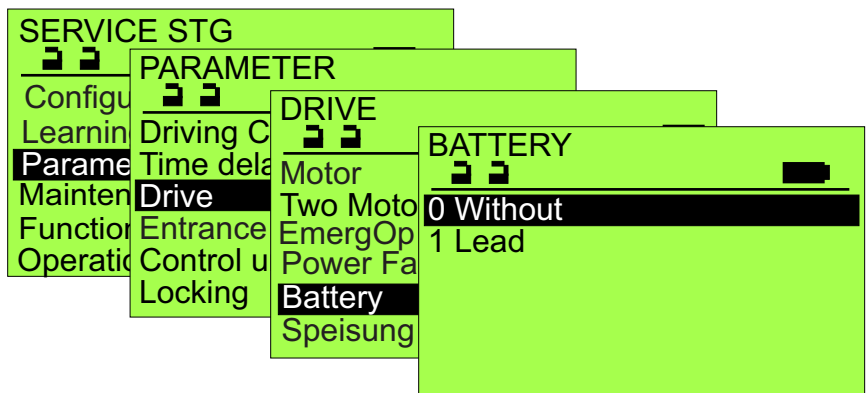 SERVICE STG
Configu
Learnin
Parame
Mainten
Function
Operatio
PARAMETER
Driving C
Time dela
Drive
Entrance
Control u
Locking
DRIVE
Motor
Two Moto
EmergOp
Power Fa
Battery
Speisung
BATTERY
0 Without
1 Lead